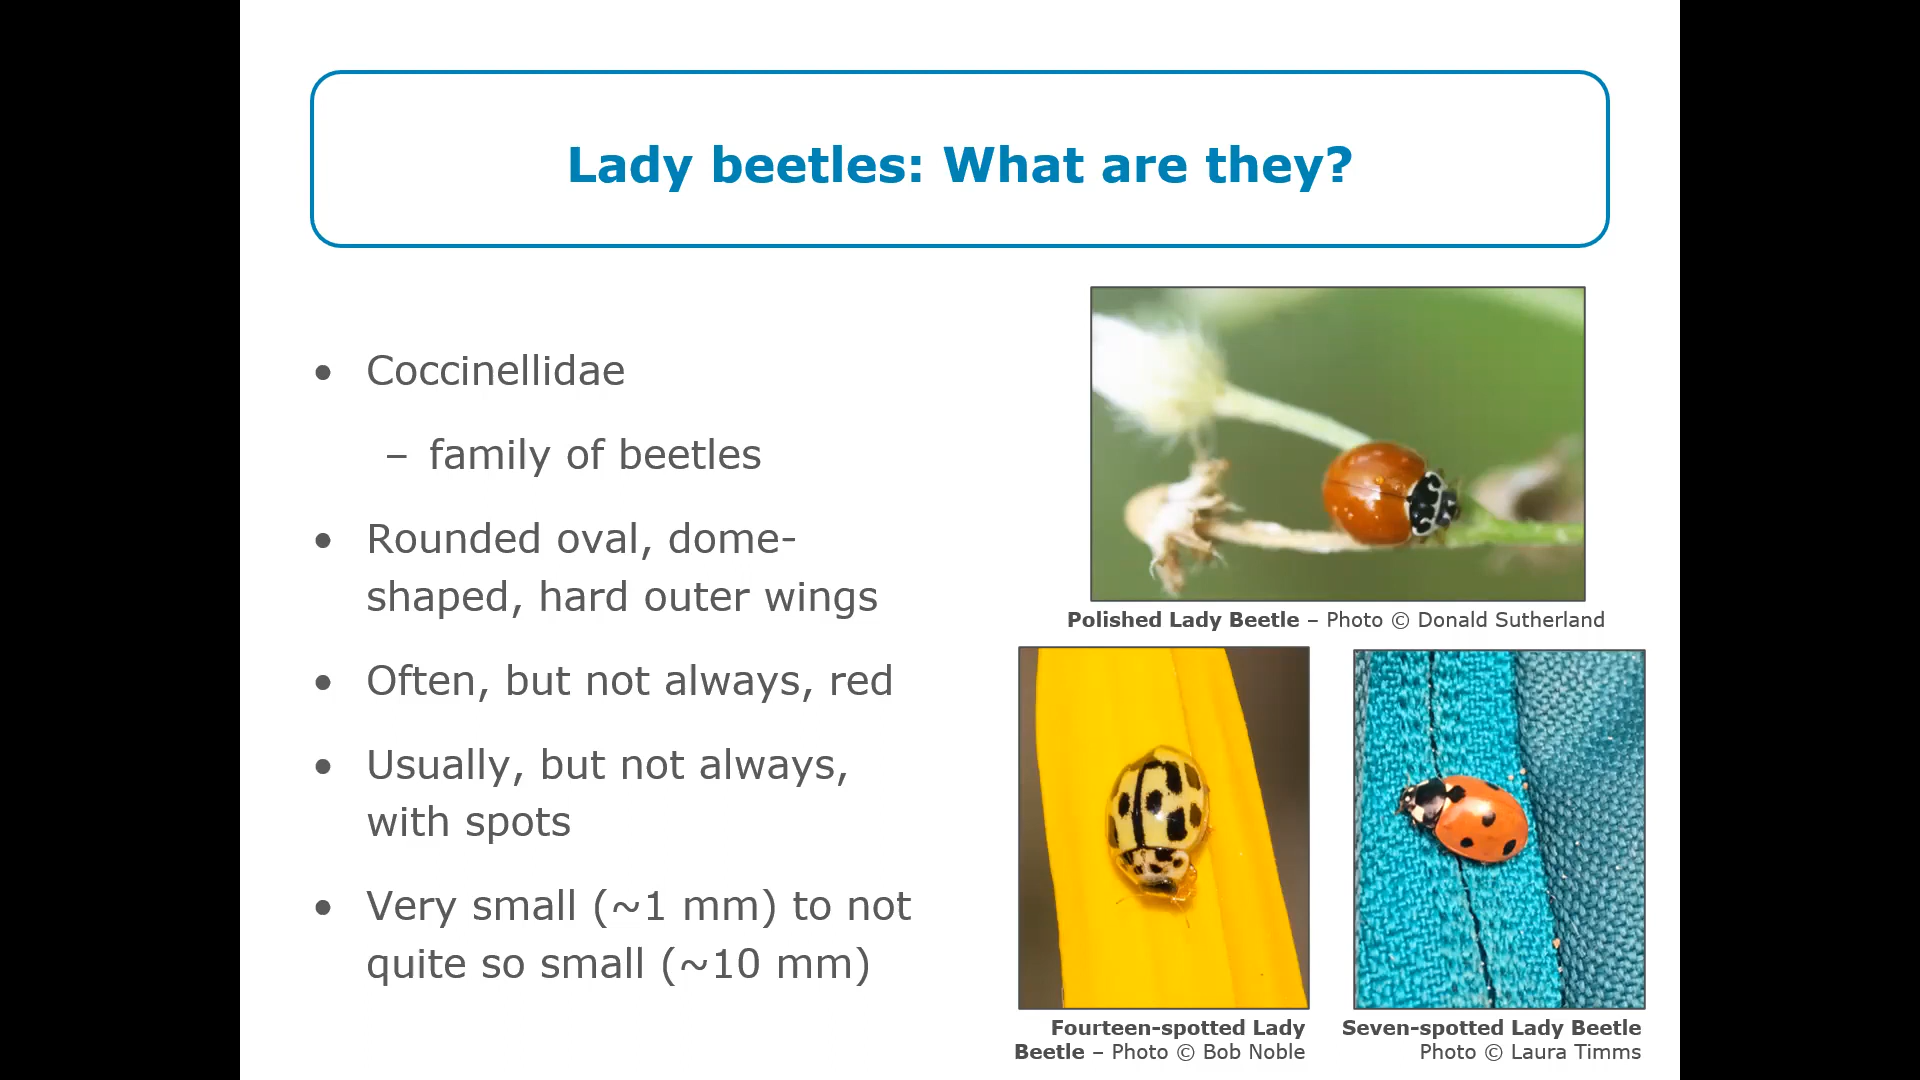 Lady beetles: What are they?
• Coccinellidae
– family of beetles
• Rounded oval, dome-
shaped, hard outer wings
• Often, but not always, red
• Usually, but not always,
with spots
• Very small (~1 mm) to not
quite so small (~10 mm)
Polished Lady Beetle – Photo © Donald Sutherland
Fourteen-spotted Lady
Beetle – Photo © Bob Noble
Seven-spotted Lady Beetle
Photo © Laura Timms